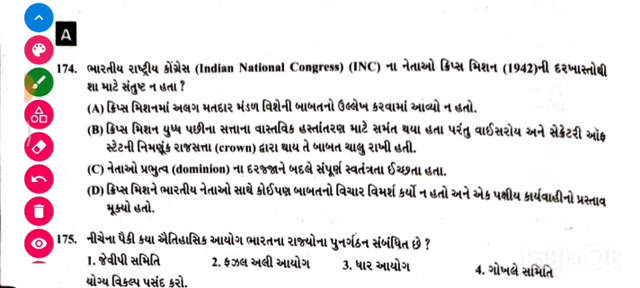 A
174. ભારતીય રાષ્ટ્રીય કોંગ્રેસ (Indian National Congress) (INC) ના નેતાઓ ક્રિપ્સ મિશન (1942)ની દરખાસ્તોથી
શા માટે સંતુષ્ટ ન હતા ?
(A) ક્રિપ્સ મિશનમાં અલગ મતદાર મંડળ વિશેની બાબતનો ઉલ્લેખ કરવામાં આવ્યો ન હતો.
(B) ક્રિપ્સ મિશન યુધ્ધ પછીના સત્તાના વાસ્તવિક હસ્તાંતરણ માટે સંમત થયા હતા પરંતુ વાઈસરોય અને સેક્રેટરી ઑફ
સ્ટેટની નિમણૂંક રાજસત્તા (crown) દ્વારા થાય તે બાબત ચાલુ રાખી હતી.
(C) નેતાઓ પ્રભુત્વ (dominion) ના દરજ્જાને બદલે સંપૂર્ણ સ્વતંત્રતા ઈચ્છતા હતા.
(D) ક્રિપ્સ મિશને ભારતીય નેતાઓ સાથે કોઈપણ બાબતનો વિચાર વિમર્શ કર્યો ન હતો અને એક પક્ષીય કાર્યવાહીનો પ્રસ્તાવ
મૂક્યો હતો.
175. નીચેના પૈકી કયા ઐતિહાસિક આયોગ ભારતના રાજ્યોના પુનર્ગઠન સંબંધિત છે ?
1. જેવીપી સમિતિ 2. ફઝલ અલી આયોગ 3. ધાર આયોગ 4. ગોખલે સમિતિ
યોગ્ય વિકલ્પ પસંદ કરો.